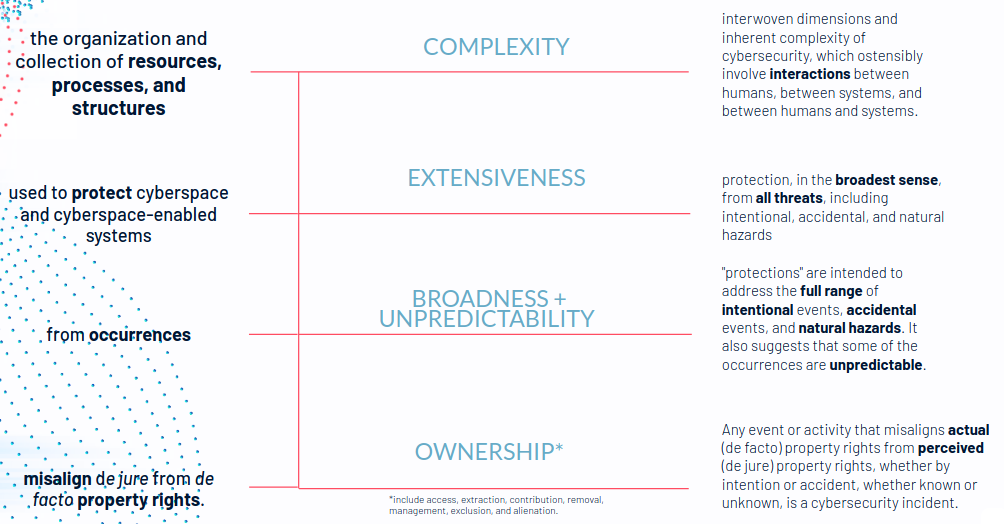 the organization and
collection of resources,
processes, and
structures
COMPLEXITY
interwoven dimensions and
inherent complexity of
cybersecurity, which ostensibly
involve interactions between
humans, between systems, and
between humans and systems.
used to protect cyberspace
and cyberspace-enabled
systems
EXTENSIVENESS
protection, in the broadest sense,
from all threats, including
intentional, accidental, and natural
hazards
from occurrences
BROADNESS +
UNPREDICTABILITY
"protections" are intended to
address the full range of
intentional events, accidental
events, and natural hazards. It
also suggests that some of the
occurrences are unpredictable.
misalign de jure from de
facto property rights.
OWNERSHIP*
*include access, extraction, contribution, removal,
management, exclusion, and alienation.
Any event or activity that misaligns actual
(de facto) property rights from perceived
(de jure) property rights, whether by
intention or accident, whether known or
unknown, is a cybersecurity incident.